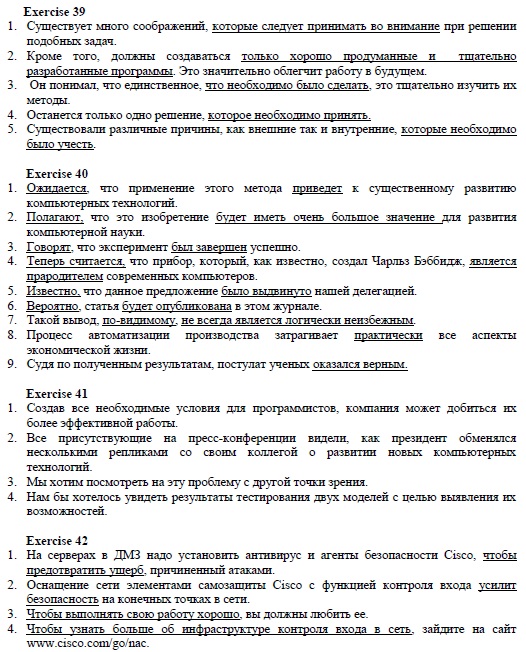 Exercise 39
1. Существует много соображений, которые следует принимать во внимание при решении
подобных задач.
2. Кроме того, должны создаваться только хорошо продуманные и тщательно
разработанные программы. Это значительно облегчит работу в будущем.
3. Он понимал, что единственное, что необходимо было сделать, это тщательно изучить их
методы.
4. Останется только одно решение, которое необходимо принять.
5. Существовали различные причины, как внешние так и внутренние, которые необходимо
было учесть.
Exercise 40
1. Ожидается, что применение этого метода приведет к существенному развитию
компьютерных технологий.
2. Полагают, что это изобретение будет иметь очень большое значение для развития
компьютерной науки.
3. Говорят, что эксперимент был завершен успешно.
4. Теперь считается, что прибор, который, как известно, создал Чарльз Бэббидж, является
прародителем современных компьютеров.
5. Известно, что данное предложение было выдвинуто нашей делегацией.
6. Вероятно, статья будет опубликована в этом журнале.
7. Такой вывод, по-видимому, не всегда является логически неизбежным.
8. Процесс автоматизации производства затрагивает практически все аспекты
экономической жизни.
9. Судя по полученным результатам, постулат ученых оказался верным.
Exercise 41
1. Создав все необходимые условия для программистов, компания может добиться их
более эффективной работы.
2. Все присутствующие на пресс-конференции видели, как президент обменялся
несколькими репликами со своим коллегой о развитии новых компьютерных
технологий.
3. Мы хотим посмотреть на эту проблему с другой точки зрения.
4. Нам бы хотелось увидеть результаты тестирования двух моделей с целью выявления их
возможностей.
Exercise 42
1. На серверах в ДМЗ надо установить антивирус и агенты безопасности Cisco, чтобы
предотвратить ущерб, причиненный атаками.
2. Оснащение сети элементами самозащиты Cisco с функцией контроля входа усилит
безопасность на конечных точках в сети.
3. Чтобы выполнять свою работу хорошо, вы должны любить ее.
4. Чтобы узнать больше об инфраструктуре контроля входа в сеть, зайдите на сайт
www.cisco.com/go/nac.